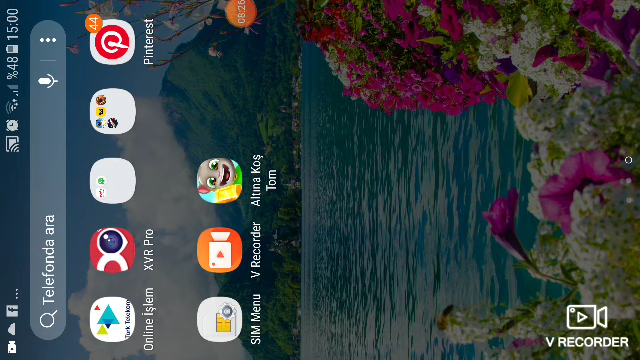 %48 15:00
Telefonda ara
Türk Telekom
Online İşlem
XVR Pro
44
Pinterest
SIM Menu
V Recorder
Altına Koş
Tom
08:26
V RECORDER